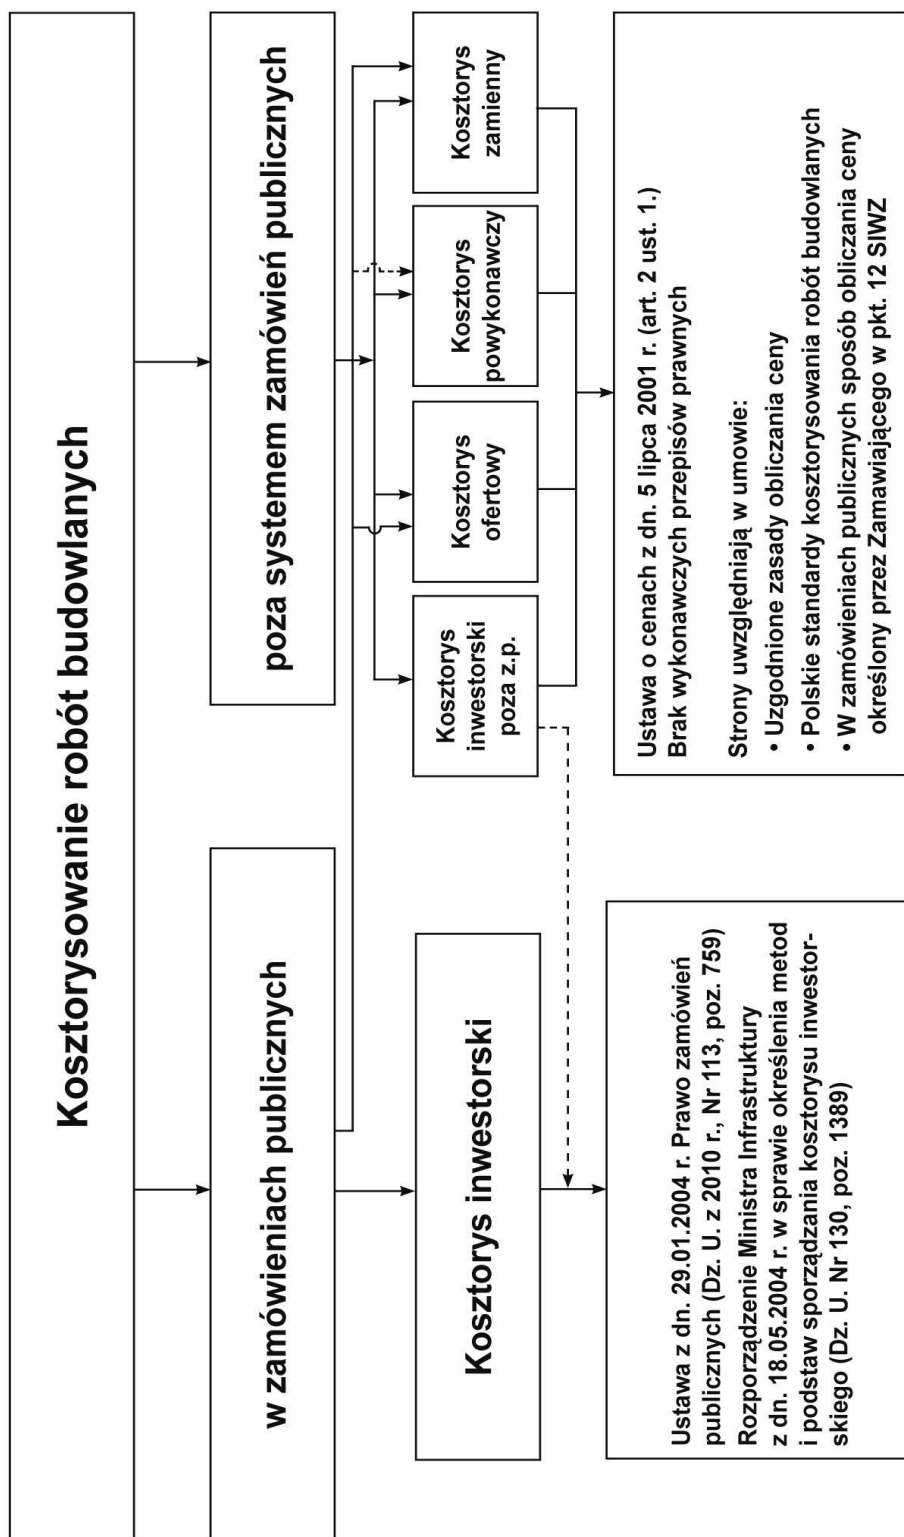 Kosztorysowanie robót budowlanych
w zamówieniach publicznych
poza systemem zamówień publicznych
Kosztorys inwestorski
Kosztorys
inwestorski
poza z.p.
Kosztorys
ofertowy
Kosztorys
powykonawczy
Kosztorys
zamienny
Ustawa z dn. 29.01.2004 r. Prawo zamówień
publicznych (Dz. U. z 2010 r., Nr 113, poz. 759)
Rozporządzenie Ministra Infrastruktury
z dn. 18.05.2004 r. w sprawie określenia metod
i podstaw sporządzania kosztorysu inwestor-
skiego (Dz. U. Nr 130, poz. 1389)
Ustawa o cenach z dn. 5 lipca 2001 r. (art. 2 ust. 1.)
Brak wykonawczych przepisów prawnych
Strony uwzględniają w umowie:
• Uzgodnione zasady obliczania ceny
• Polskie standardy kosztorysowania robót budowlanych
• W zamówieniach publicznych sposób obliczania ceny
określony przez Zamawiającego w pkt. 12 SIWZ